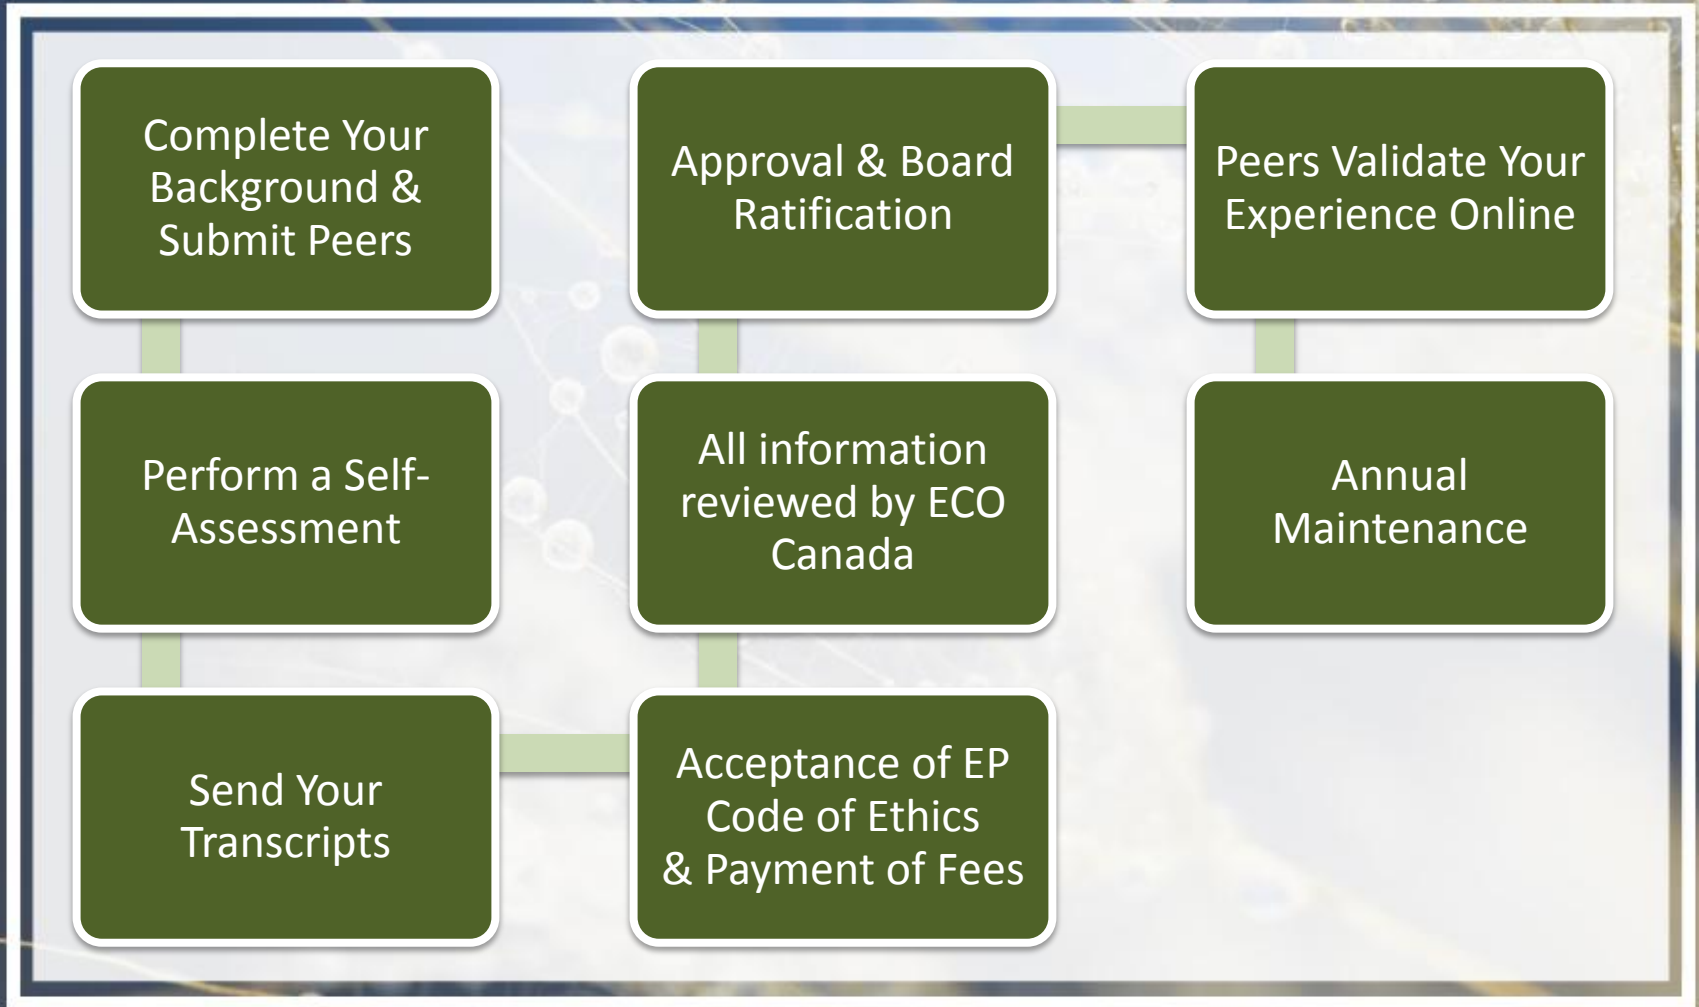 Complete Your
Background &
Submit Peers
Perform a Self-
Assessment
Send Your
Transcripts
Acceptance of EP
Code of Ethics
& Payment of Fees
All information
reviewed by ECO
Canada
Approval & Board
Ratification
Peers Validate Your
Experience Online
Annual
Maintenance